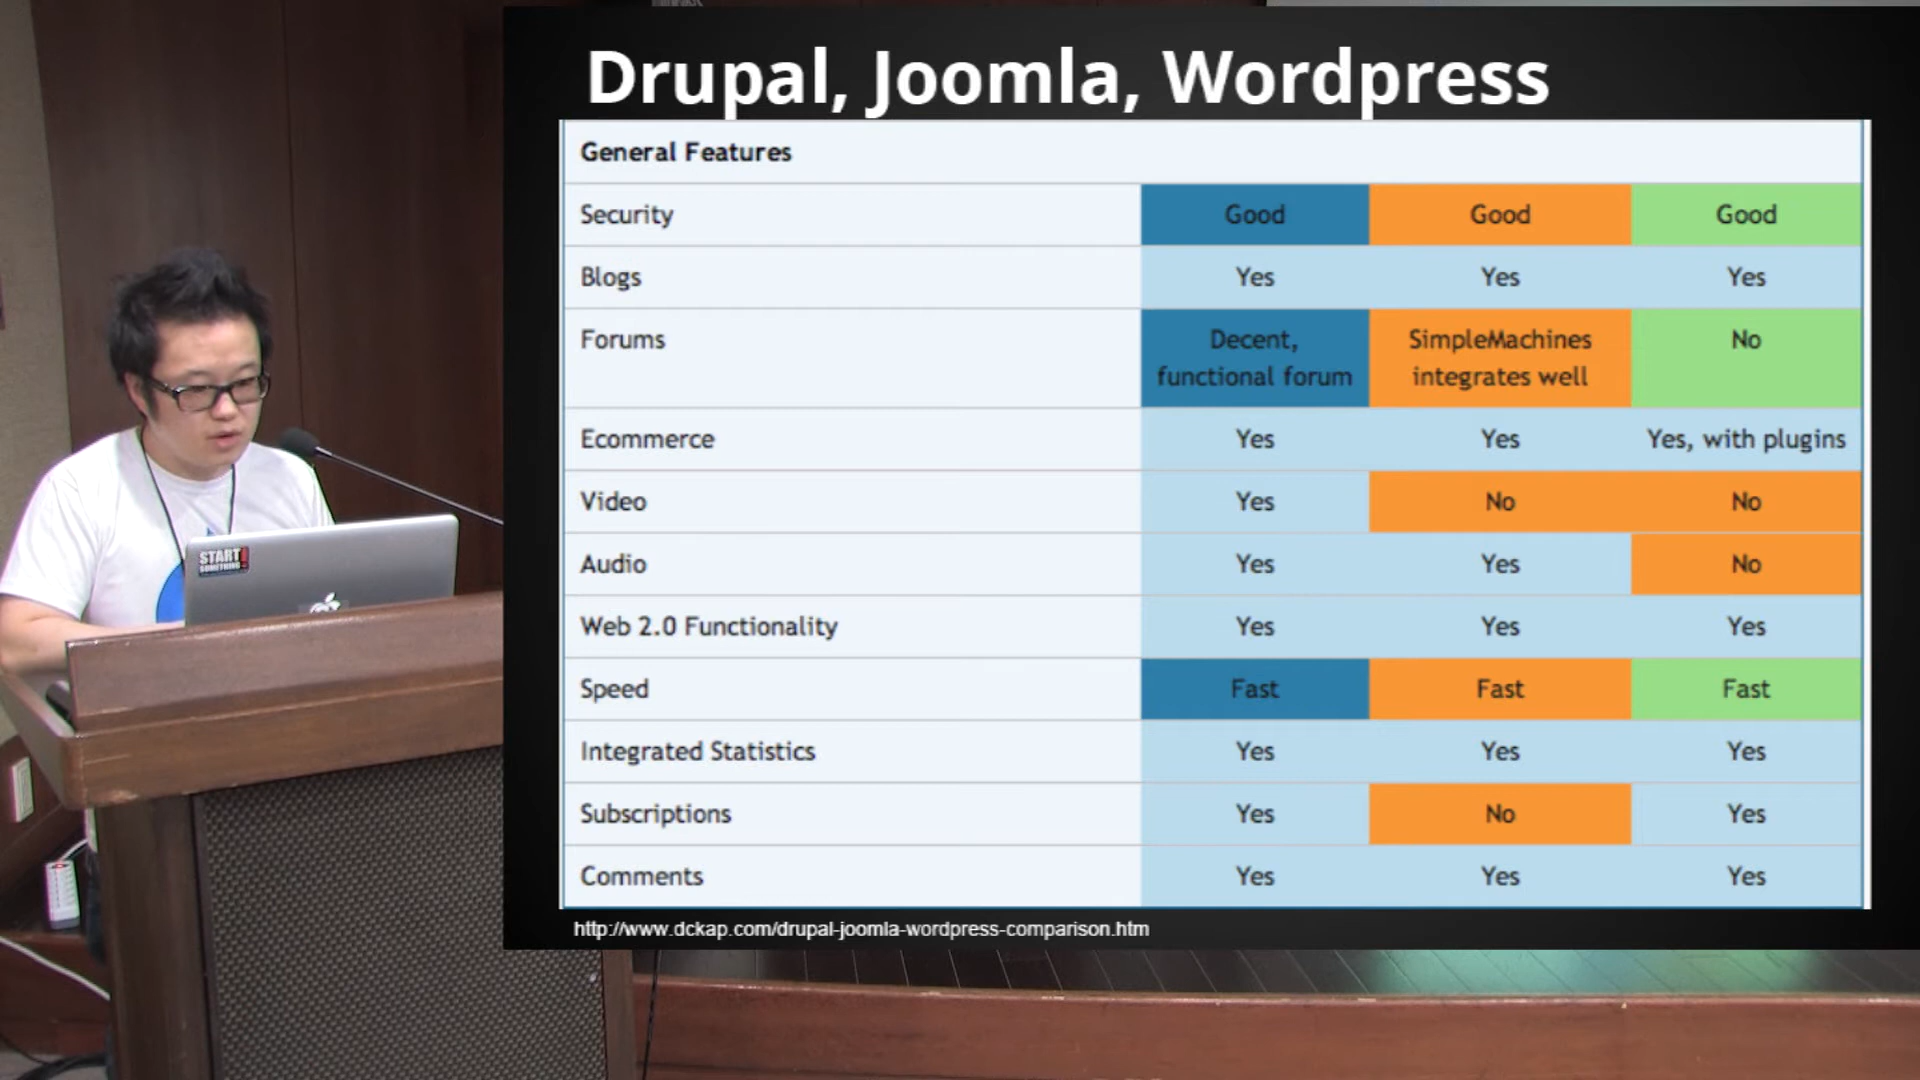 Drupal, Joomla, Wordpress
General Features
Security Good Good Good
Blogs Yes Yes Yes
Forums Decent, functional forum SimpleMachines integrates well No
Ecommerce Yes Yes Yes, with plugins
Video Yes No No
Audio Yes Yes No
Web 2.0 Functionality Yes Yes Yes
Speed Fast Fast Fast
Integrated Statistics Yes Yes Yes
Subscriptions Yes No Yes
Comments Yes Yes Yes
http://www.dckap.com/drupal-joomla-wordpress-comparison.htm
START!
SOMETHING